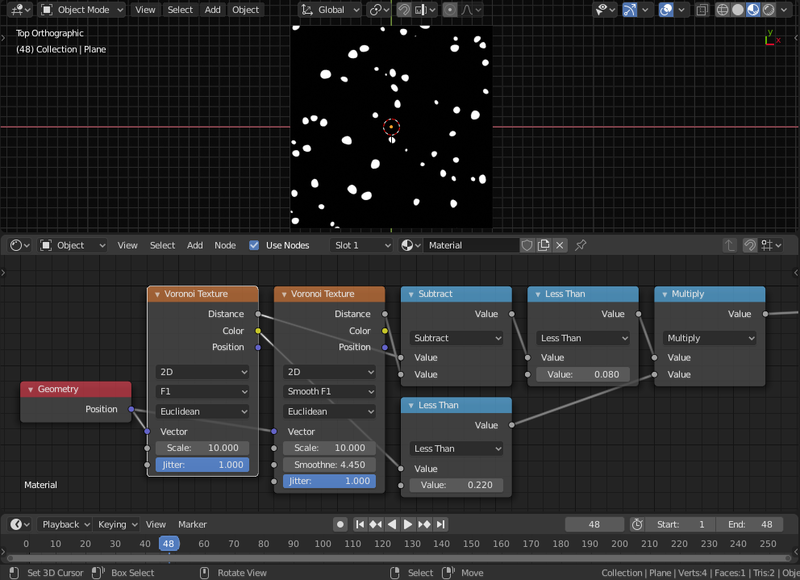 Object Mode View Select Add Object Global
Top Orthographic
(48) Collection | Plane
Y
X
Object View Select Add Node Use Nodes Slot 1 Material
Voronoi Texture Voronoi Texture Subtract Less Than Multiply
Distance Distance Value Value Value
Color Color
Position Position Subtract Less Than Multiply
Value Value Value
2D 2D Value Value: 0.080 Value
F1 Smooth F1
Geometry Euclidean Euclidean Less Than
Position Value
Vector Vector
Scale: 10.000 Scale: 10.000 Less Than
Jitter: 1.000 Smoothne: 4.450 Value
Jitter: 1.000 Value: 0.220
Material
Playback Keying View Marker 48 Start: 1 End: 48
0 10 20 30 40 48 60 70 80 90 100 110 120 130 140 150 160 170 180 190 200 210 220 230 240 250
Set 3D Cursor Box Select Rotate View Select Move Collection | Plane | Verts:4 | Faces:1 | Tris:2 | Obje